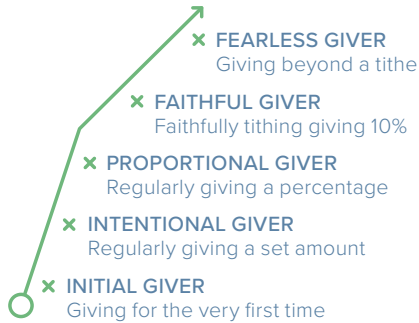 FEARLESS GIVER
Giving beyond a tithe
FAITHFUL GIVER
Faithfully tithing giving 10%
PROPORTIONAL GIVER
Regularly giving a percentage
INTENTIONAL GIVER
Regularly giving a set amount
INITIAL GIVER
Giving for the very first time